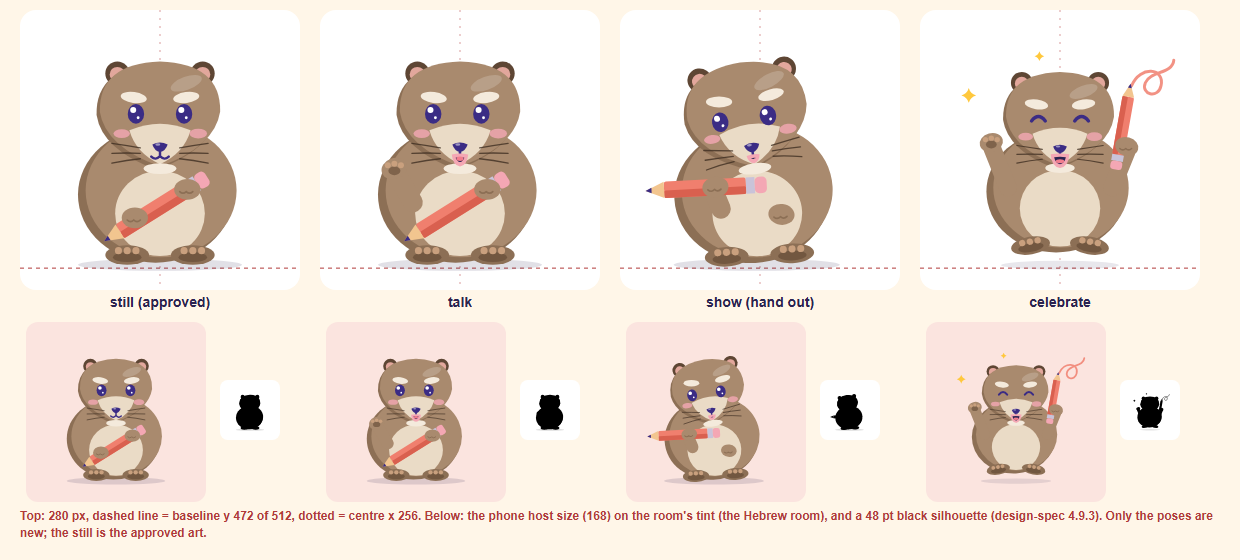 still (approved)
talk
show (hand out)
celebrate
Top: 280 px, dashed line = baseline y 472 of 512, dotted = centre x 256. Below: the phone host size (168) on the room's tint (the Hebrew room), and a 48 pt black silhouette (design-spec 4.9.3). Only the poses are
new; the still is the approved art.